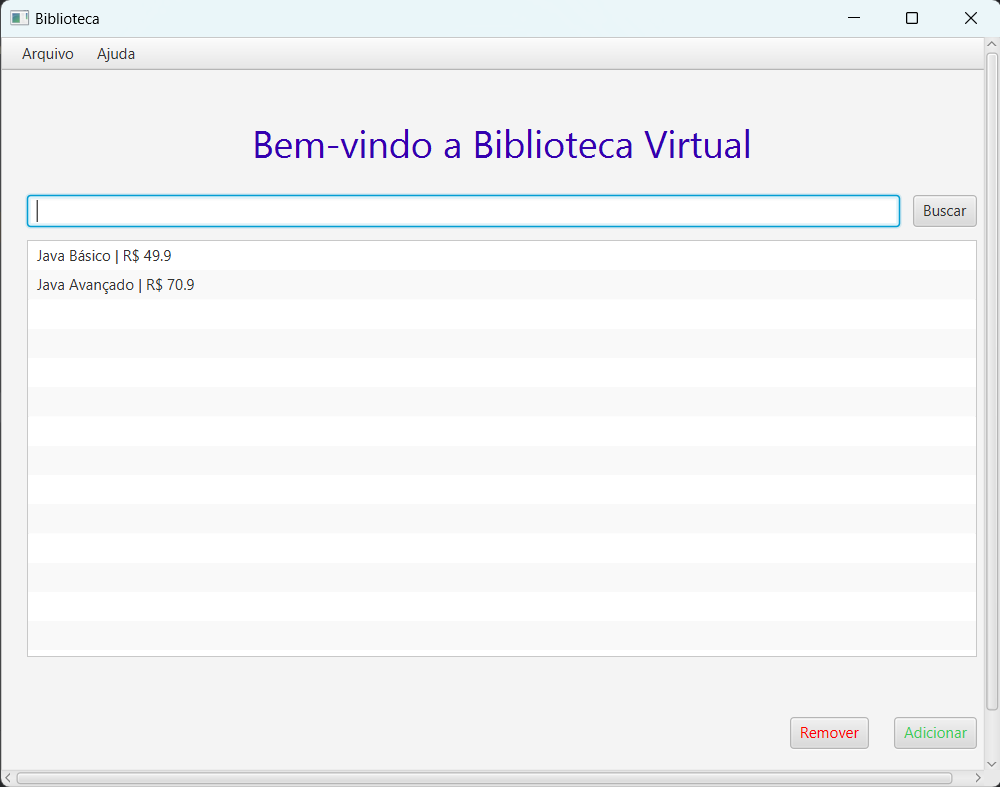 Biblioteca
Arquivo Ajuda
Bem-vindo a Biblioteca Virtual
Buscar
Java Básico | R$ 49.9
Java Avançado | R$ 70.9
Remover Adicionar